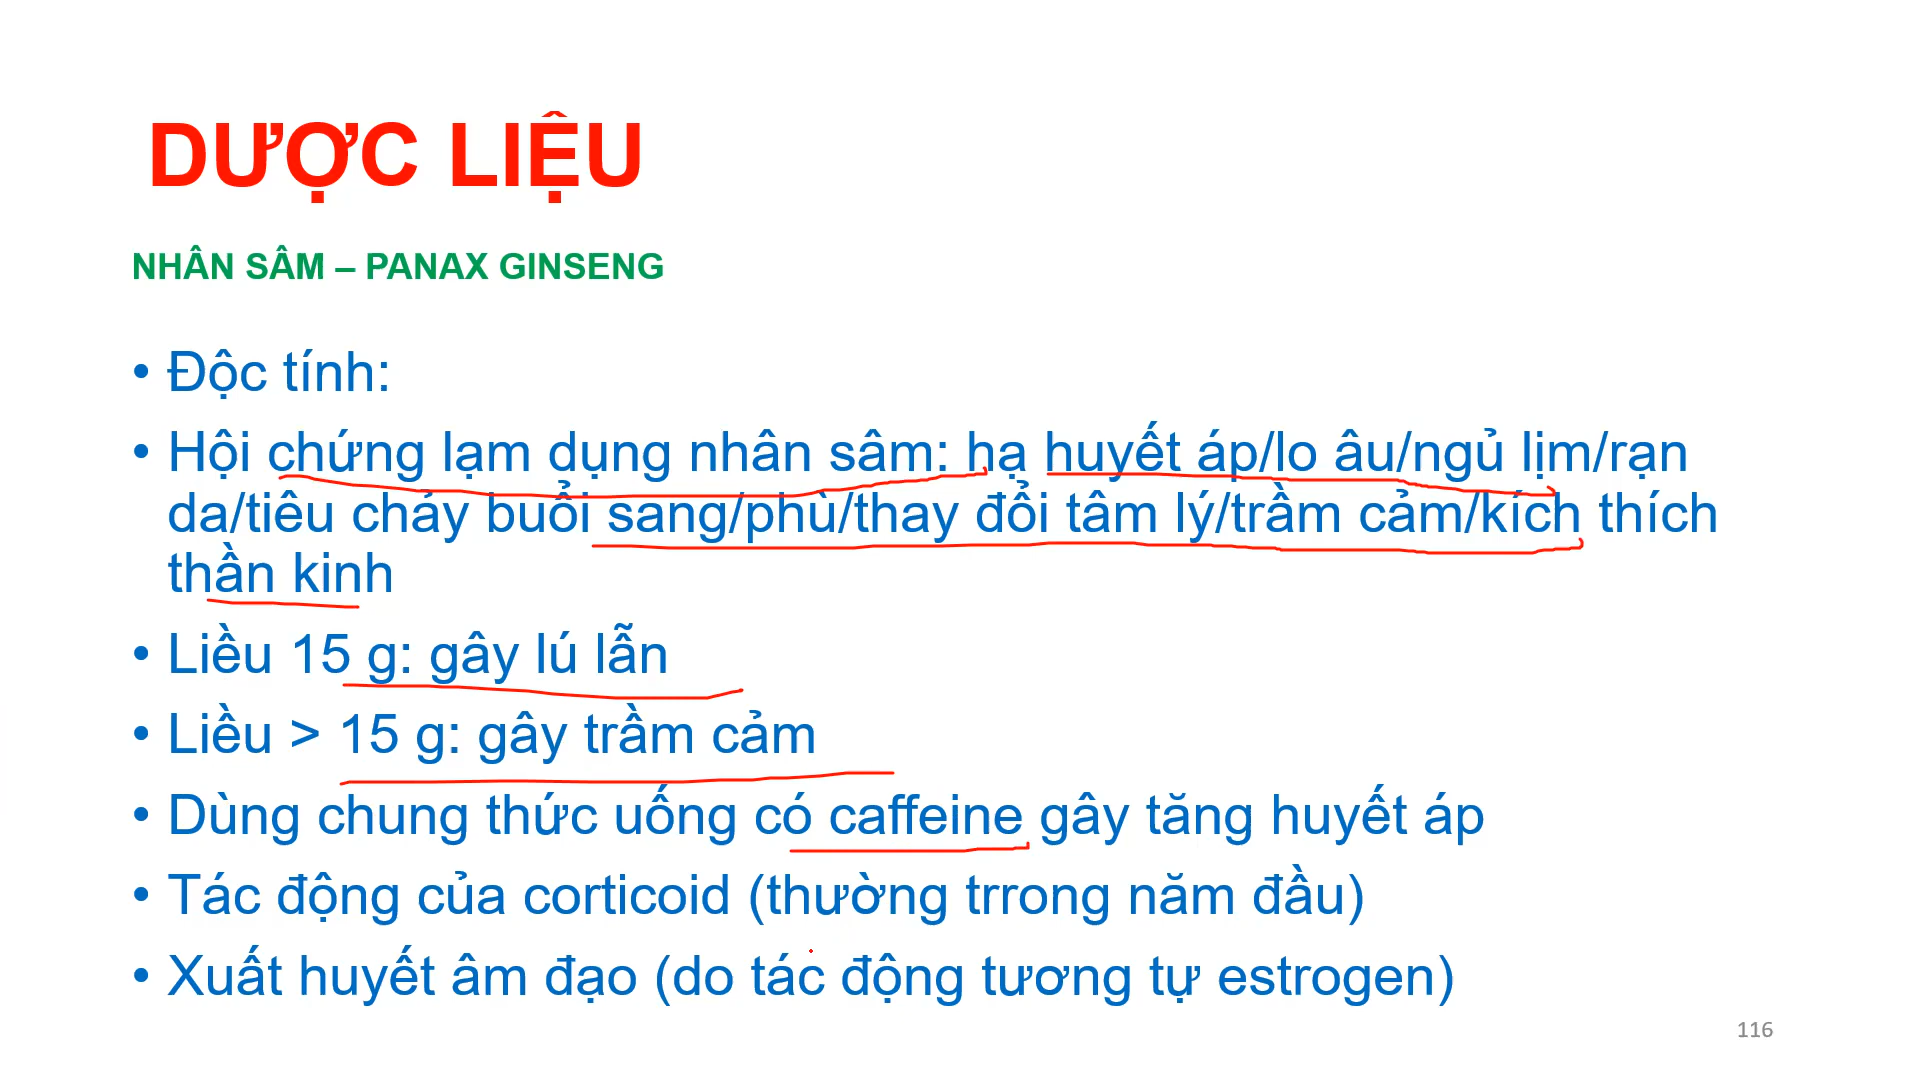 DƯỢC LIỆU
NHÂN SÂM – PANAX GINSENG
• Độc tính:
• Hội chứng lạm dụng nhân sâm: hạ huyết áp/lo âu/ngủ lịm/rạn
da/tiêu chảy buổi sang/phù/thay đổi tâm lý/trầm cảm/kích thích
thần kinh
• Liều 15 g: gây lú lẫn
• Liều > 15 g: gây trầm cảm
• Dùng chung thức uống có caffeine gây tăng huyết áp
• Tác động của corticoid (thường trrong năm đầu)
• Xuất huyết âm đạo (do tác động tương tự estrogen)
116